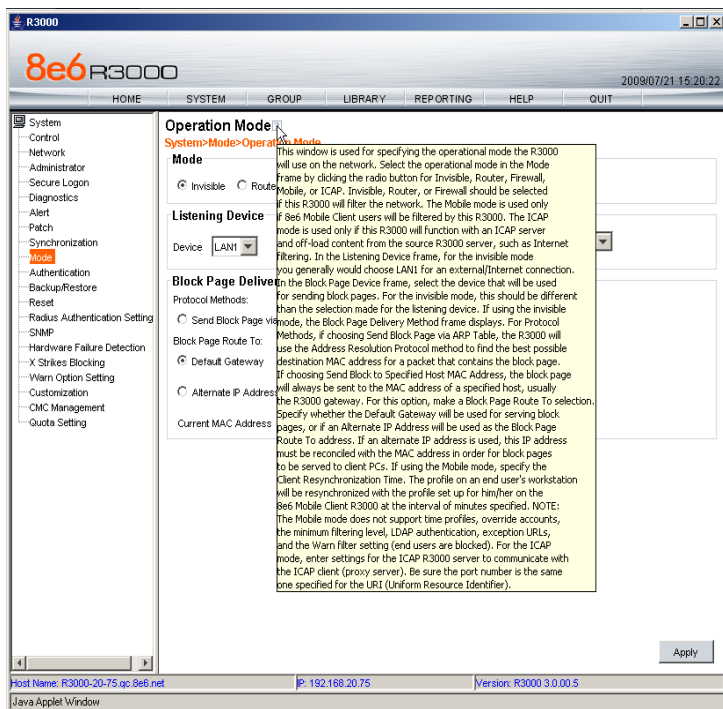 R3000
8e6 R3000
2009/07/21 15:20:22
HOME SYSTEM GROUP LIBRARY REPORTING HELP QUIT
System
Control
Network
Administrator
Secure Logon
Diagnostics
Alert
Patch
Synchronization
Mode
Authentication
Backup/Restore
Reset
Radius Authentication Setting
SNMP
Hardware Failure Detection
X Strikes Blocking
Warn Option Setting
Customization
CMC Management
Quota Setting
Operation Mode
System>Mode>Operation Mode
Mode
Invisible Route
Listening Device
Device LAN1
Block Page Deliver
Protocol Methods:
Send Block Page via
Block Page Route To:
Default Gateway
Alternate IP Address
Current MAC Address
This window is used for specifying the operational mode the R3000
will use on the network. Select the operational mode in the Mode
frame by clicking the radio button for Invisible, Router, Firewall,
Mobile, or ICAP. Invisible, Router, or Firewall should be selected
if this R3000 will filter the network. The Mobile mode is used only
if 8e6 Mobile Client users will be filtered by this R3000. The ICAP
mode is used only if this R3000 will function with an ICAP server
and off-load content from the source R3000 server, such as Internet
filtering. In the Listening Device frame, for the invisible mode
you generally would choose LAN1 for an external/Internet connection.
In the Block Page Device frame, select the device that will be used
for sending block pages. For the invisible mode, this should be different
than the selection made for the listening device. If using the invisible
mode, the Block Page Delivery Method frame displays. For Protocol
Methods, if choosing Send Block Page via ARP Table, the R3000 will
use the Address Resolution Protocol method to find the best possible
destination MAC address for a packet that contains the block page.
If choosing Send Block to Specified Host MAC Address, the block page
will always be sent to the MAC address of a specified host, usually
the R3000 gateway. For this option, make a Block Page Route To selection.
Specify whether the Default Gateway will be used for serving block
pages, or if an Alternate IP Address will be used as the Block Page
Route To address. If an alternate IP address is used, this IP address
must be reconciled with the MAC address in order for block pages
to be served to client PCs. If using the Mobile mode, specify the
Client Resynchronization Time. The profile on an end user's workstation
will be resynchronized with the profile set up for him/her on the
8e6 Mobile Client R3000 at the interval of minutes specified. NOTE:
The Mobile mode does not support time profiles, override accounts,
the minimum filtering level, LDAP authentication, exception URLs,
and the Warn filter setting (end users are blocked). For the ICAP
mode, enter settings for the ICAP R3000 server to communicate with
the ICAP client (proxy server). Be sure the port number is the same
one specified for the URI (Uniform Resource Identifier).
Apply
Host Name: R3000-20-75.qc.8e6.net IP: 192.168.20.75 Version: R3000 3.0.00.5
Java Applet Window